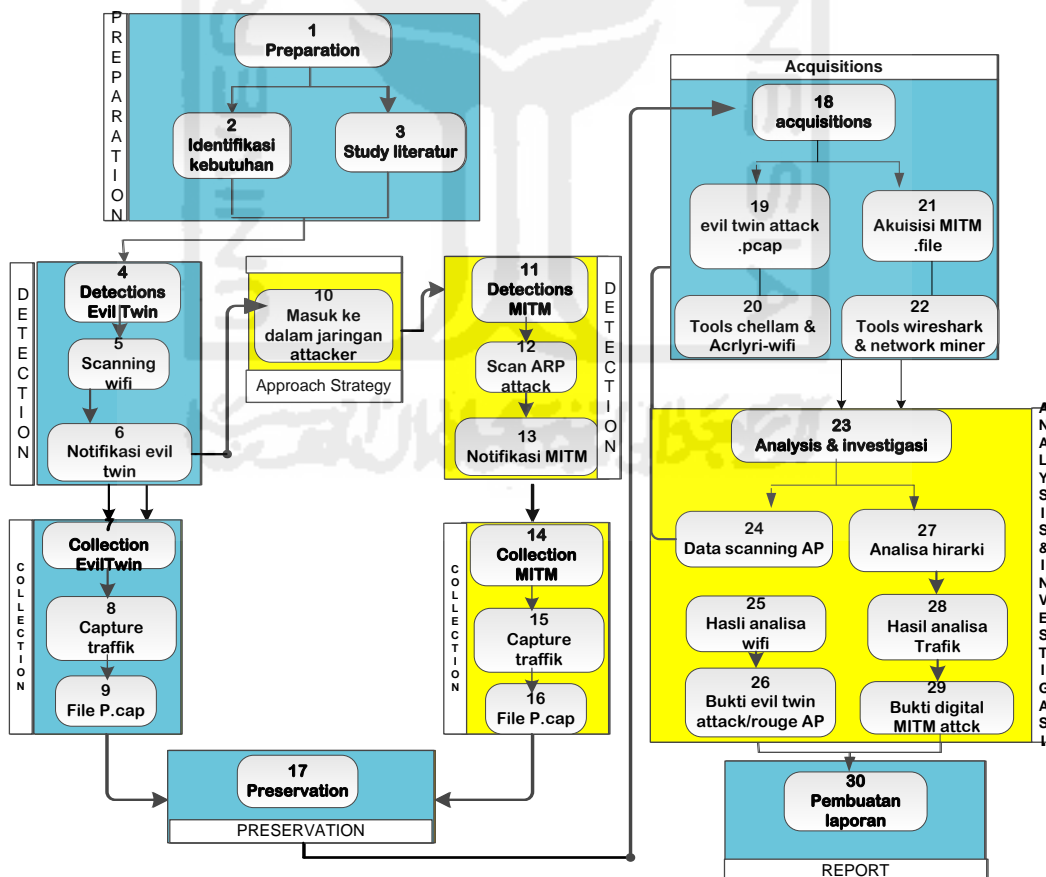 PREPARATION
1
Preparation
2
Identifikasi
kebutuhan
3
Study literatur
DETECTION
4
Detections
Evil Twin
5
Scanning
wifi
6
Notifikasi evil
twin
10
Masuk ke
dalam jaringan
attacker
Approach Strategy
11
Detections
MITM
12
Scan ARP
attack
13
Notifikasi MITM
DETECTION
COLLECTION
7
Collection
EvilTwin
8
Capture
traffik
9
File P.cap
COLLECTION
14
Collection
MITM
15
Capture
traffik
16
File P.cap
17
Preservation
PRESERVATION
Acquisitions
18
acquisitions
19
evil twin attack
.pcap
20
Tools chellam &
Acrlyri-wifi
21
Akuisisi MITM
.file
22
Tools wireshark
& network miner
23
Analysis & investigasi
24
Data scanning AP
25
Hasli analisa
wifi
26
Bukti evil twin
attack/rouge AP
27
Analisa hirarki
28
Hasil analisa
Trafik
29
Bukti digital
MITM attck
ANALYSIS&INVESTIGASI
30
Pembuatan
laporan
REPORT